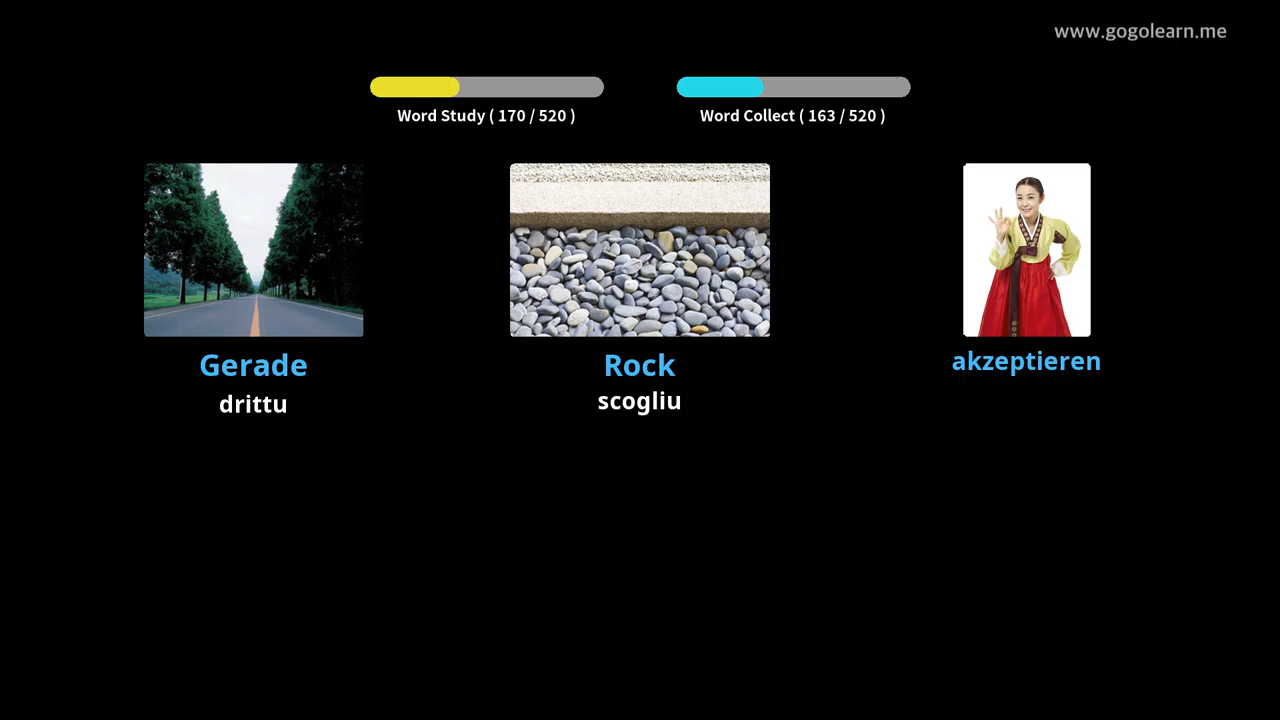 www.gogolearn.me
Word Study ( 170 / 520 )
Word Collect ( 163 / 520 )
Gerade
drittu
Rock
scogliu
akzeptieren